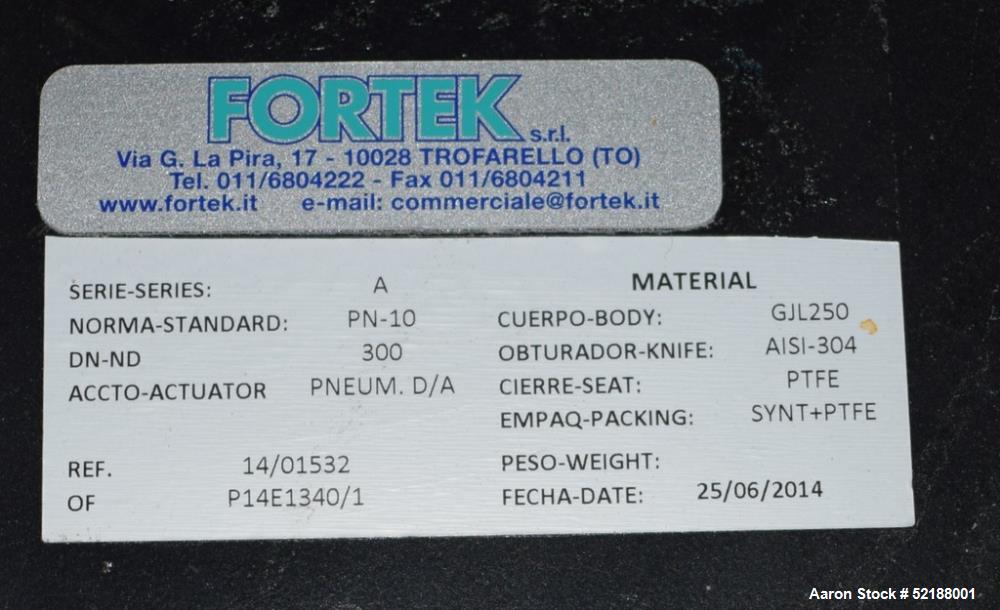 FORTEK s.r.l.
Via G. La Pira, 17 - 10028 TROFARELLO (TO)
Tel. 011/6804222 - Fax 011/6804211
www.fortek.it e-mail: commerciale@fortek.it
SERIE-SERIES: A
NORMA-STANDARD: PN-10
DN-ND 300
ACCTO-ACTUATOR PNEUM. D/A
REF. 14/01532
OF P14E1340/1
MATERIAL
CUERPO-BODY: GJL250
OBTURADOR-KNIFE: AISI-304
CIERRE-SEAT: PTFE
EMPAQ-PACKING: SYNT+PTFE
PESO-WEIGHT:
FECHA-DATE: 25/06/2014
Aaron Stock # 52188001